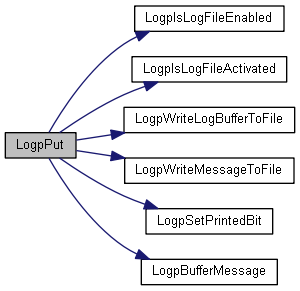 LogpIsLogFileEnabled
LogpIsLogFileActivated
LogpWriteLogBufferToFile
LogpPut
LogpWriteMessageToFile
LogpSetPrintedBit
LogpBufferMessage